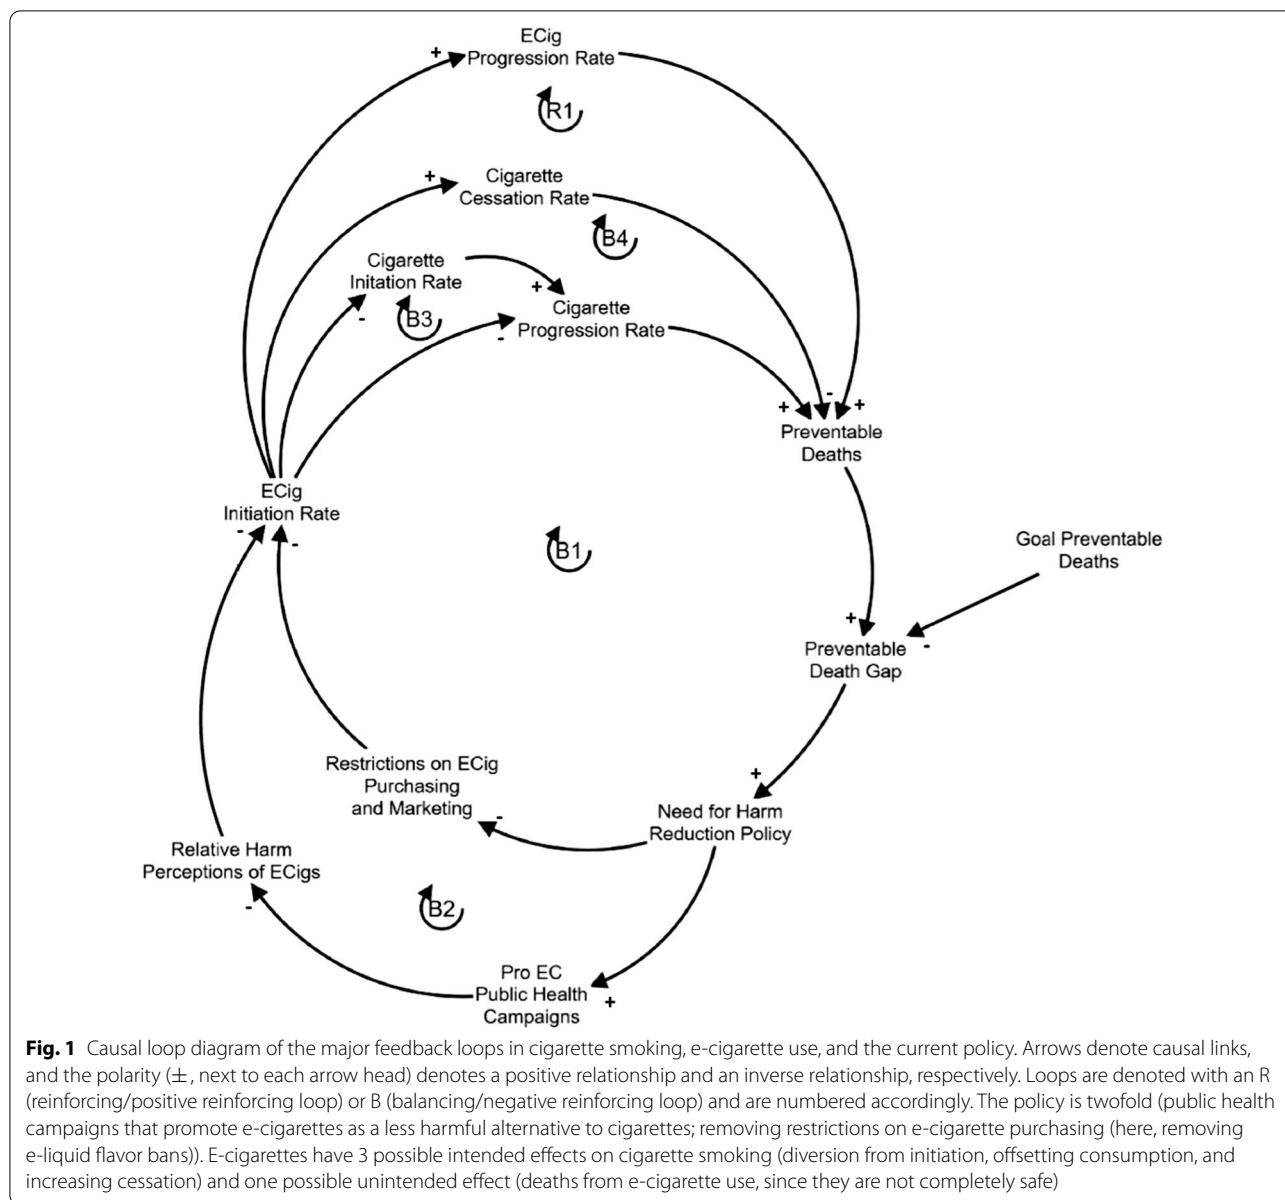 ECig
Progression Rate
+
R1
Cigarette
Cessation Rate
+
B4
Cigarette
Initation Rate
-
B3
+
Cigarette
Progression Rate
-
+
-
+
Preventable
Deaths
ECig
Initiation Rate
-
-
B1
Goal Preventable
Deaths
+
-
Preventable
Death Gap
+
Restrictions on ECig
Purchasing
and Marketing
-
Need for Harm
Reduction Policy
Relative Harm
Perceptions of ECigs
-
B2
Pro EC
Public Health
Campaigns
+
Fig. 1 Causal loop diagram of the major feedback loops in cigarette smoking, e-cigarette use, and the current policy. Arrows denote causal links,
and the polarity (±, next to each arrow head) denotes a positive relationship and an inverse relationship, respectively. Loops are denoted with an R
(reinforcing/positive reinforcing loop) or B (balancing/negative reinforcing loop) and are numbered accordingly. The policy is twofold (public health
campaigns that promote e-cigarettes as a less harmful alternative to cigarettes; removing restrictions on e-cigarette purchasing (here, removing
e-liquid flavor bans)). E-cigarettes have 3 possible intended effects on cigarette smoking (diversion from initiation, offsetting consumption, and
increasing cessation) and one possible unintended effect (deaths from e-cigarette use, since they are not completely safe)